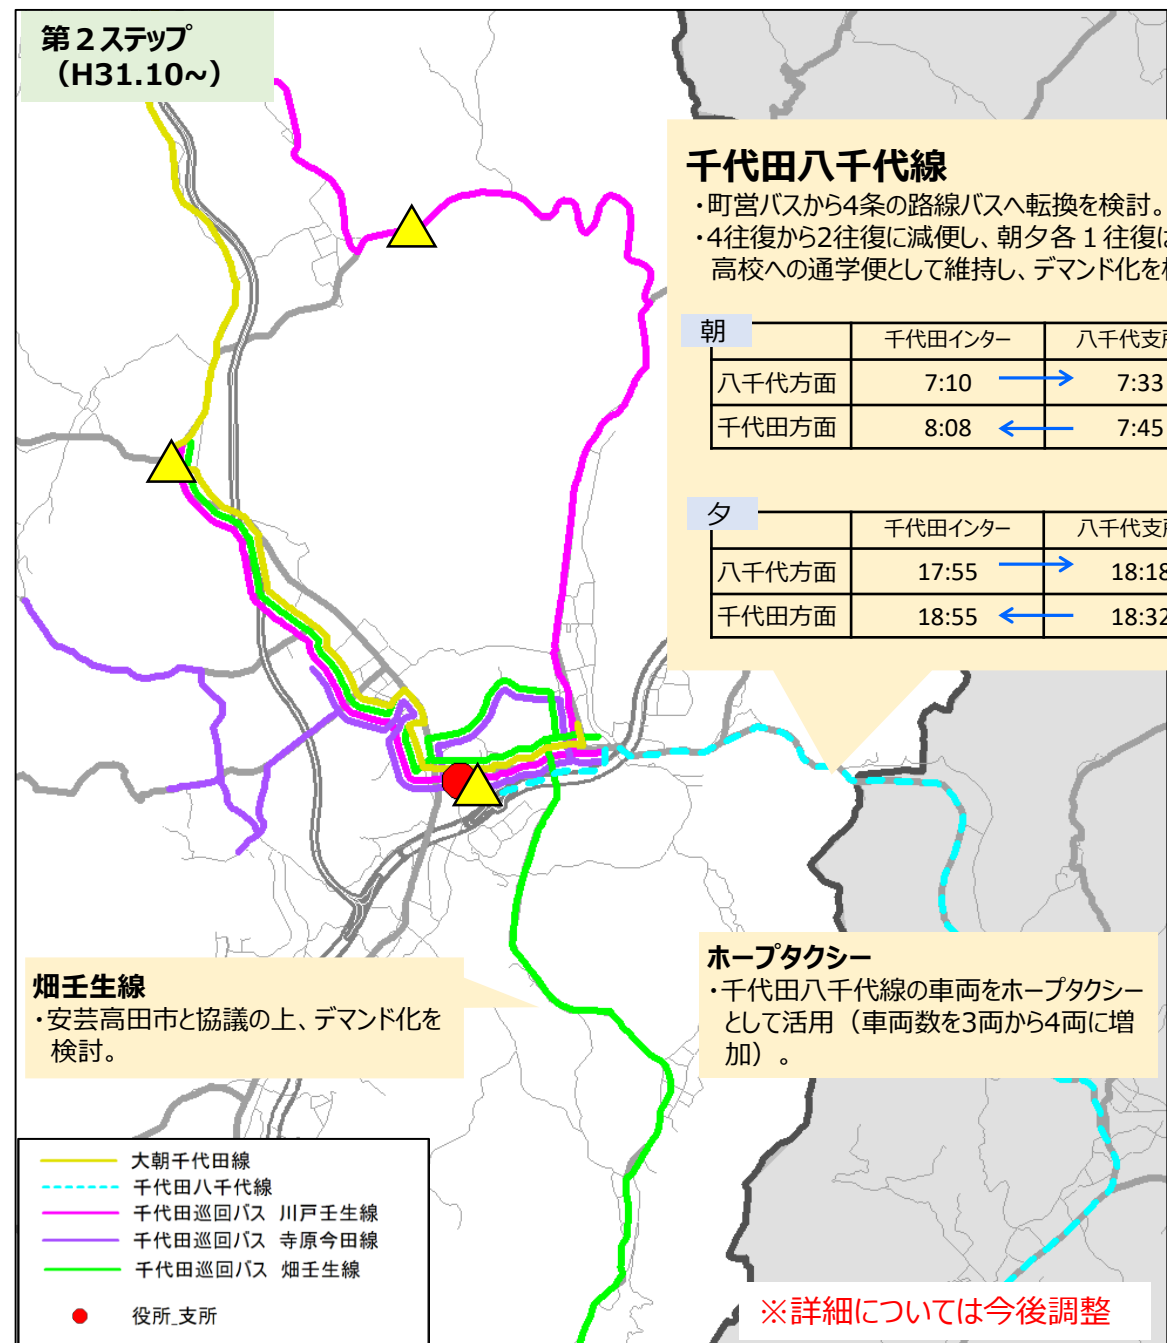 第２ステップ
（H31.10~）
千代田八千代線
・町営バスから4条の路線バスへ転換を検討。
・4往復から2往復に減便し、朝夕各１往復は
高校への通学便として維持し、デマンド化を
朝
千代田インター 八千代支
八千代方面 7:10 → 7:33
千代田方面 8:08 ← 7:45
夕
千代田インター 八千代支
八千代方面 17:55 → 18:18
千代田方面 18:55 ← 18:32
畑壬生線
・安芸高田市と協議の上、デマンド化を
検討。
ホープタクシー
・千代田八千代線の車両をホープタクシー
として活用（車両数を3両から4両に増
加）。
大朝千代田線
千代田八千代線
千代田巡回バス 川戸壬生線
千代田巡回バス 寺原今田線
千代田巡回バス 畑壬生線
役所_支所
※詳細については今後調整